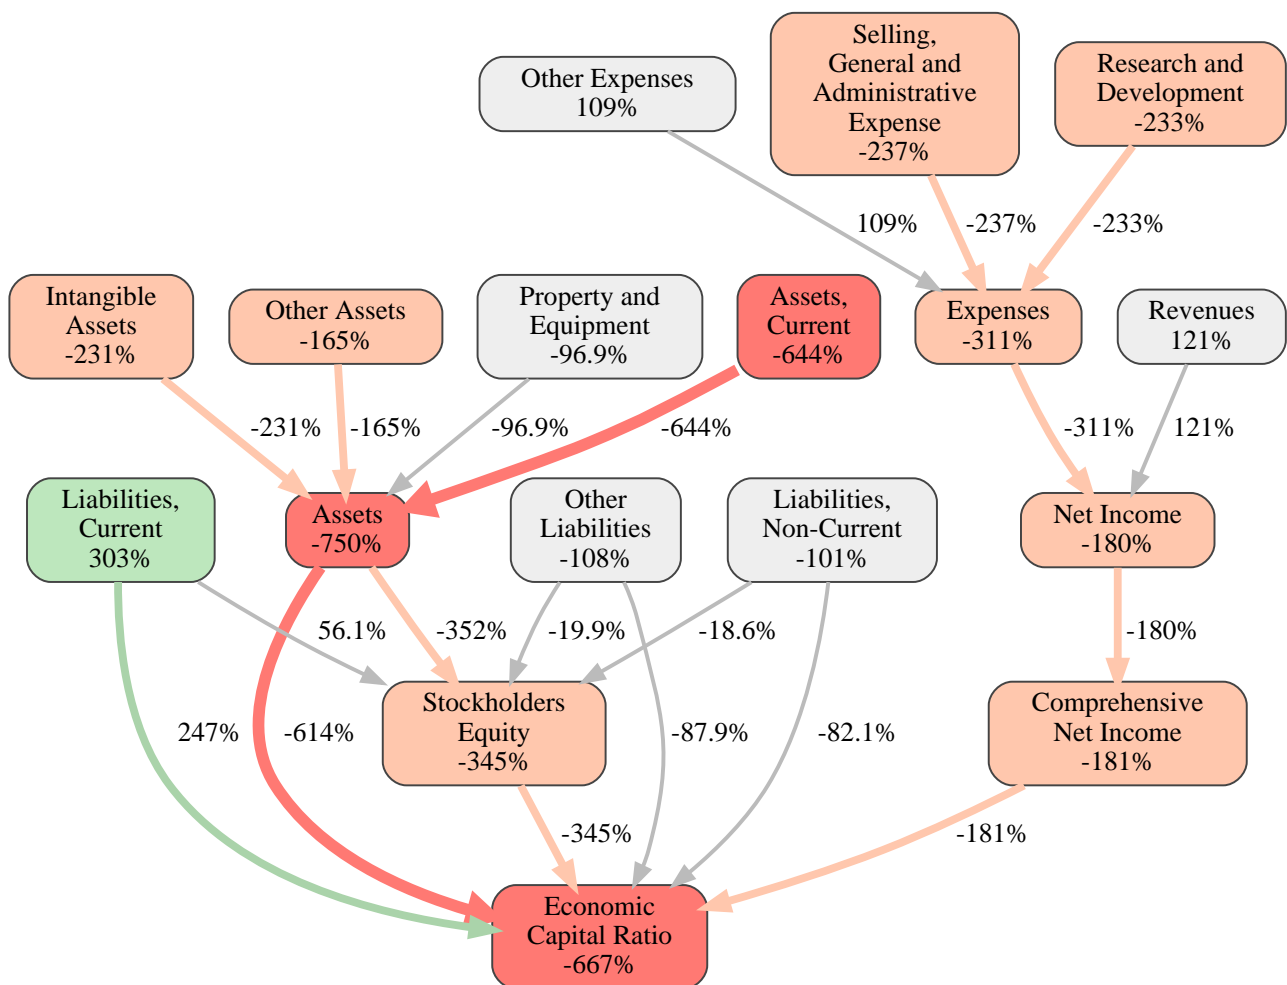 Selling,
General and
Administrative
Expense
-237%
Other Expenses
109%
Research and
Development
-233%
109%
-237%
-233%
Intangible
Assets
-231%
Other Assets
-165%
Property and
Equipment
-96.9%
Assets,
Current
-644%
Expenses
-311%
Revenues
121%
-231%
-165%
-96.9%
-644%
-311%
121%
Liabilities,
Current
303%
Assets
-750%
Other
Liabilities
-108%
Liabilities,
Non-Current
-101%
Net Income
-180%
56.1%
-352%
-19.9%
-18.6%
-180%
Stockholders
Equity
-345%
Comprehensive
Net Income
-181%
247%
-614%
-87.9%
-82.1%
-345%
-181%
Economic
Capital Ratio
-667%